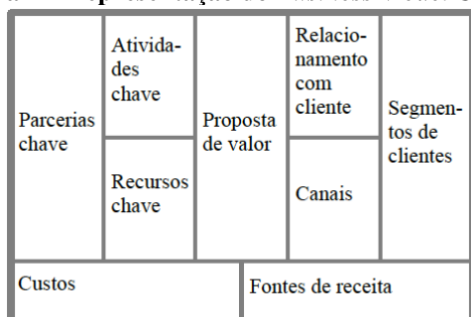 Parcerias
chave
Ativida-
des
chave
Recursos
chave
Proposta
de valor
Relacio-
namento
com
cliente
Canais
Segmen-
tos de
clientes
Custos
Fontes de receita